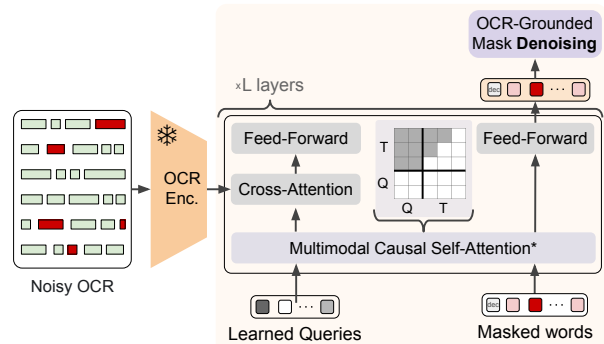 OCR-Grounded
Mask Denoising
×L layers
dec
Feed-Forward
Feed-Forward
T
Q
Q T
OCR
Enc.
Cross-Attention
Multimodal Causal Self-Attention*
Noisy OCR
dec
Learned Queries
Masked words